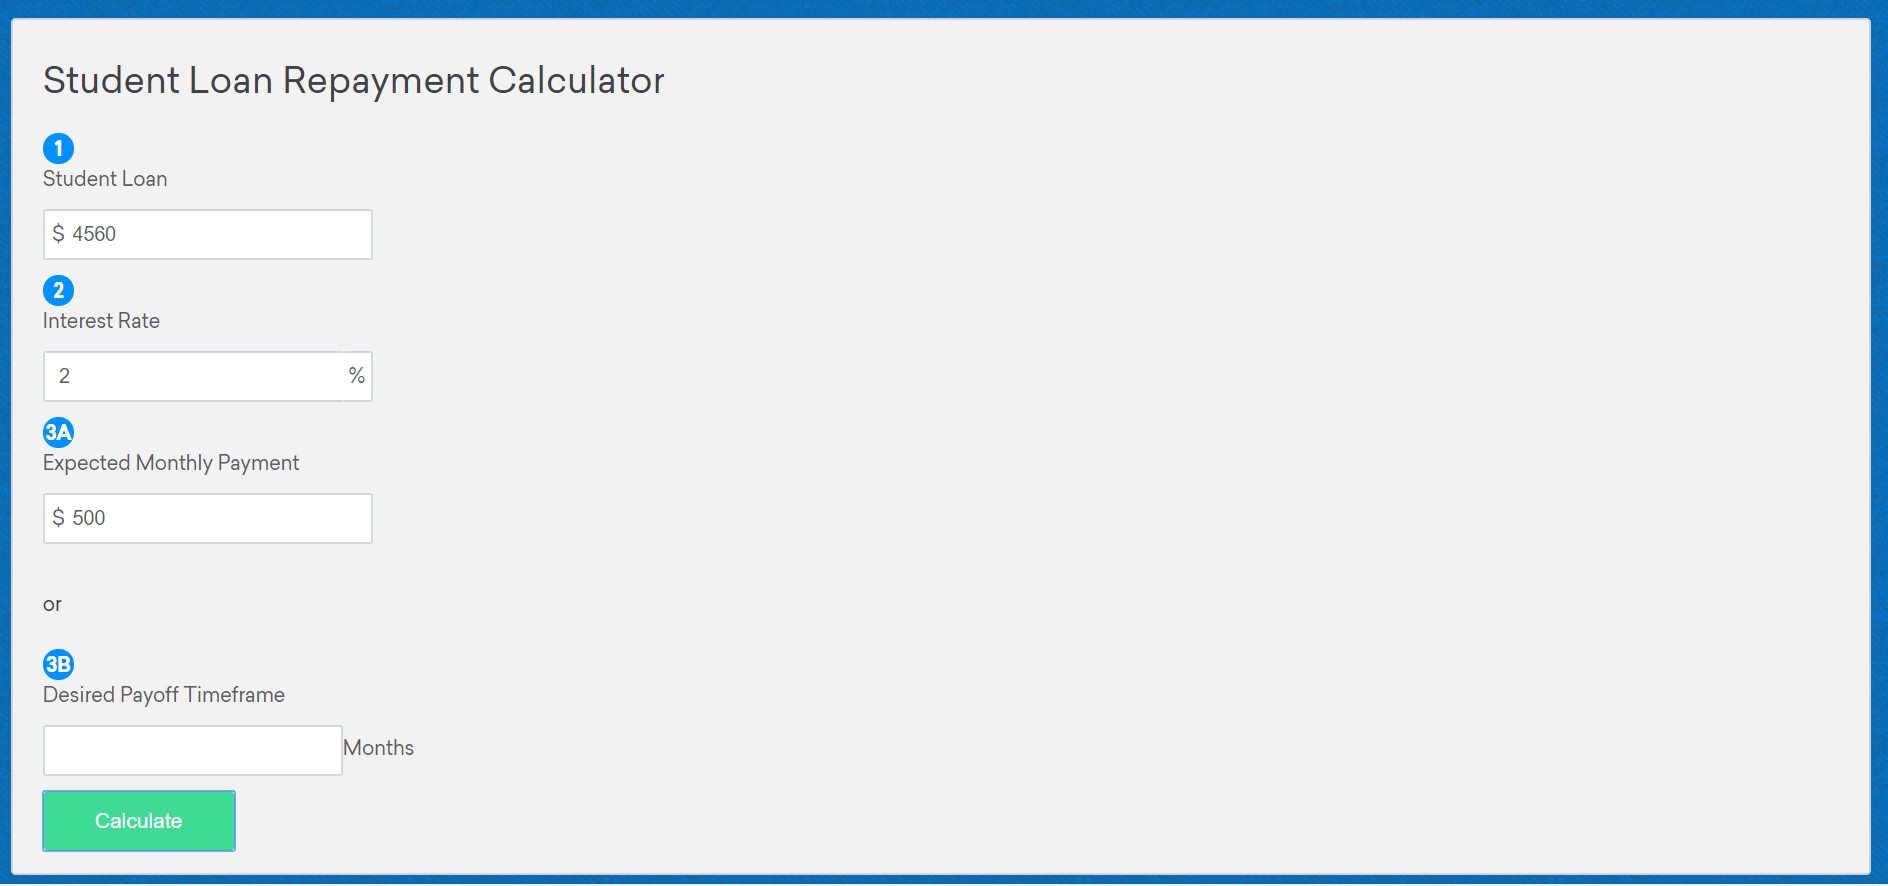 Student Loan Repayment Calculator
1
Student Loan
$ 4560
2
Interest Rate
2 %
3A
Expected Monthly Payment
$ 500
or
3B
Desired Payoff Timeframe
Months
Calculate